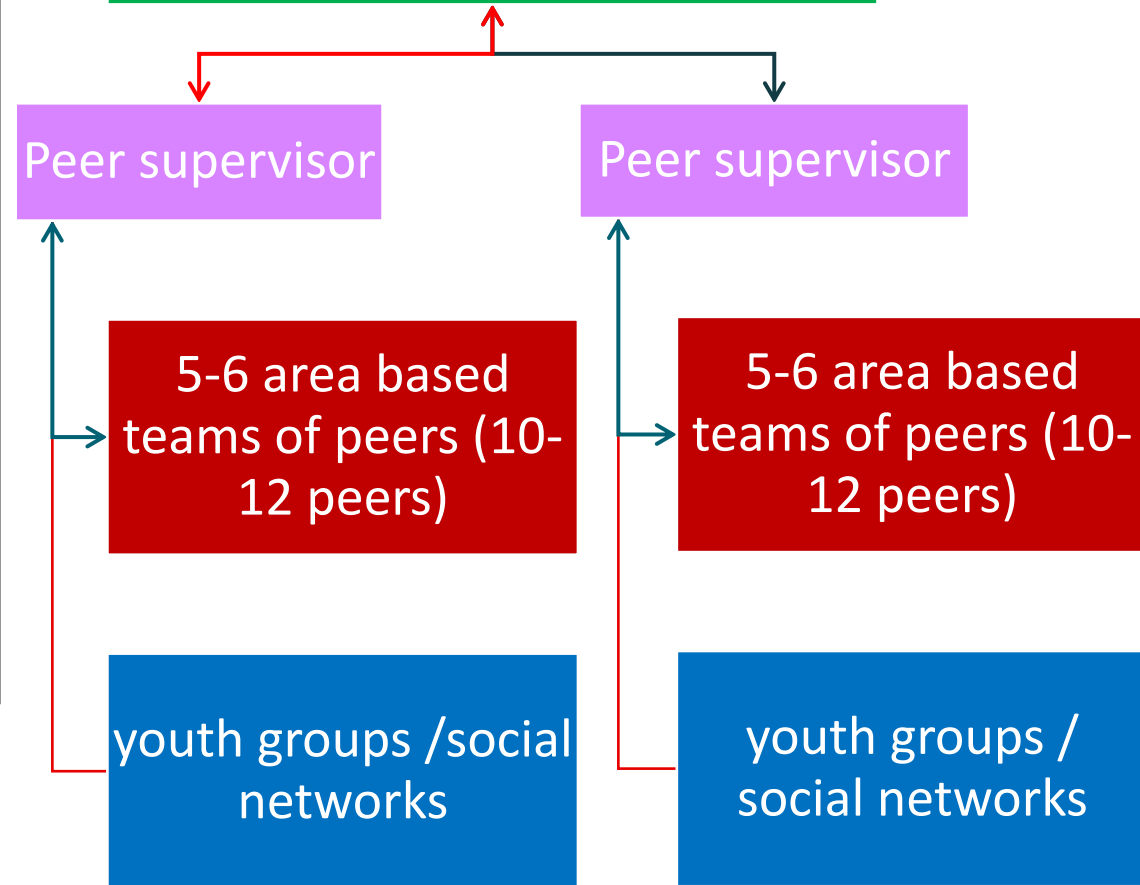 Peer supervisor
Peer supervisor
5-6 area based
teams of peers (10-
12 peers)
5-6 area based
teams of peers (10-
12 peers)
youth groups /social
networks
youth groups /
social networks